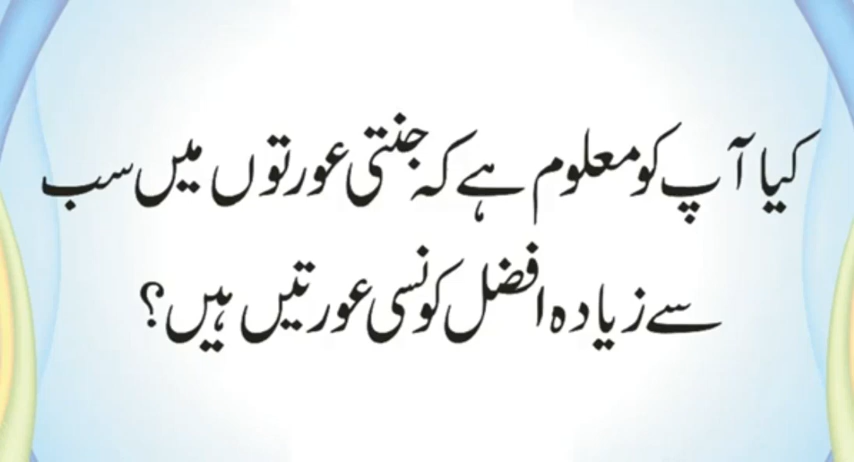 کیا آپ کو معلوم ہے کہ جنتی عورتوں میں سب
سے زیادہ افضل کونسی عورتیں ہیں؟